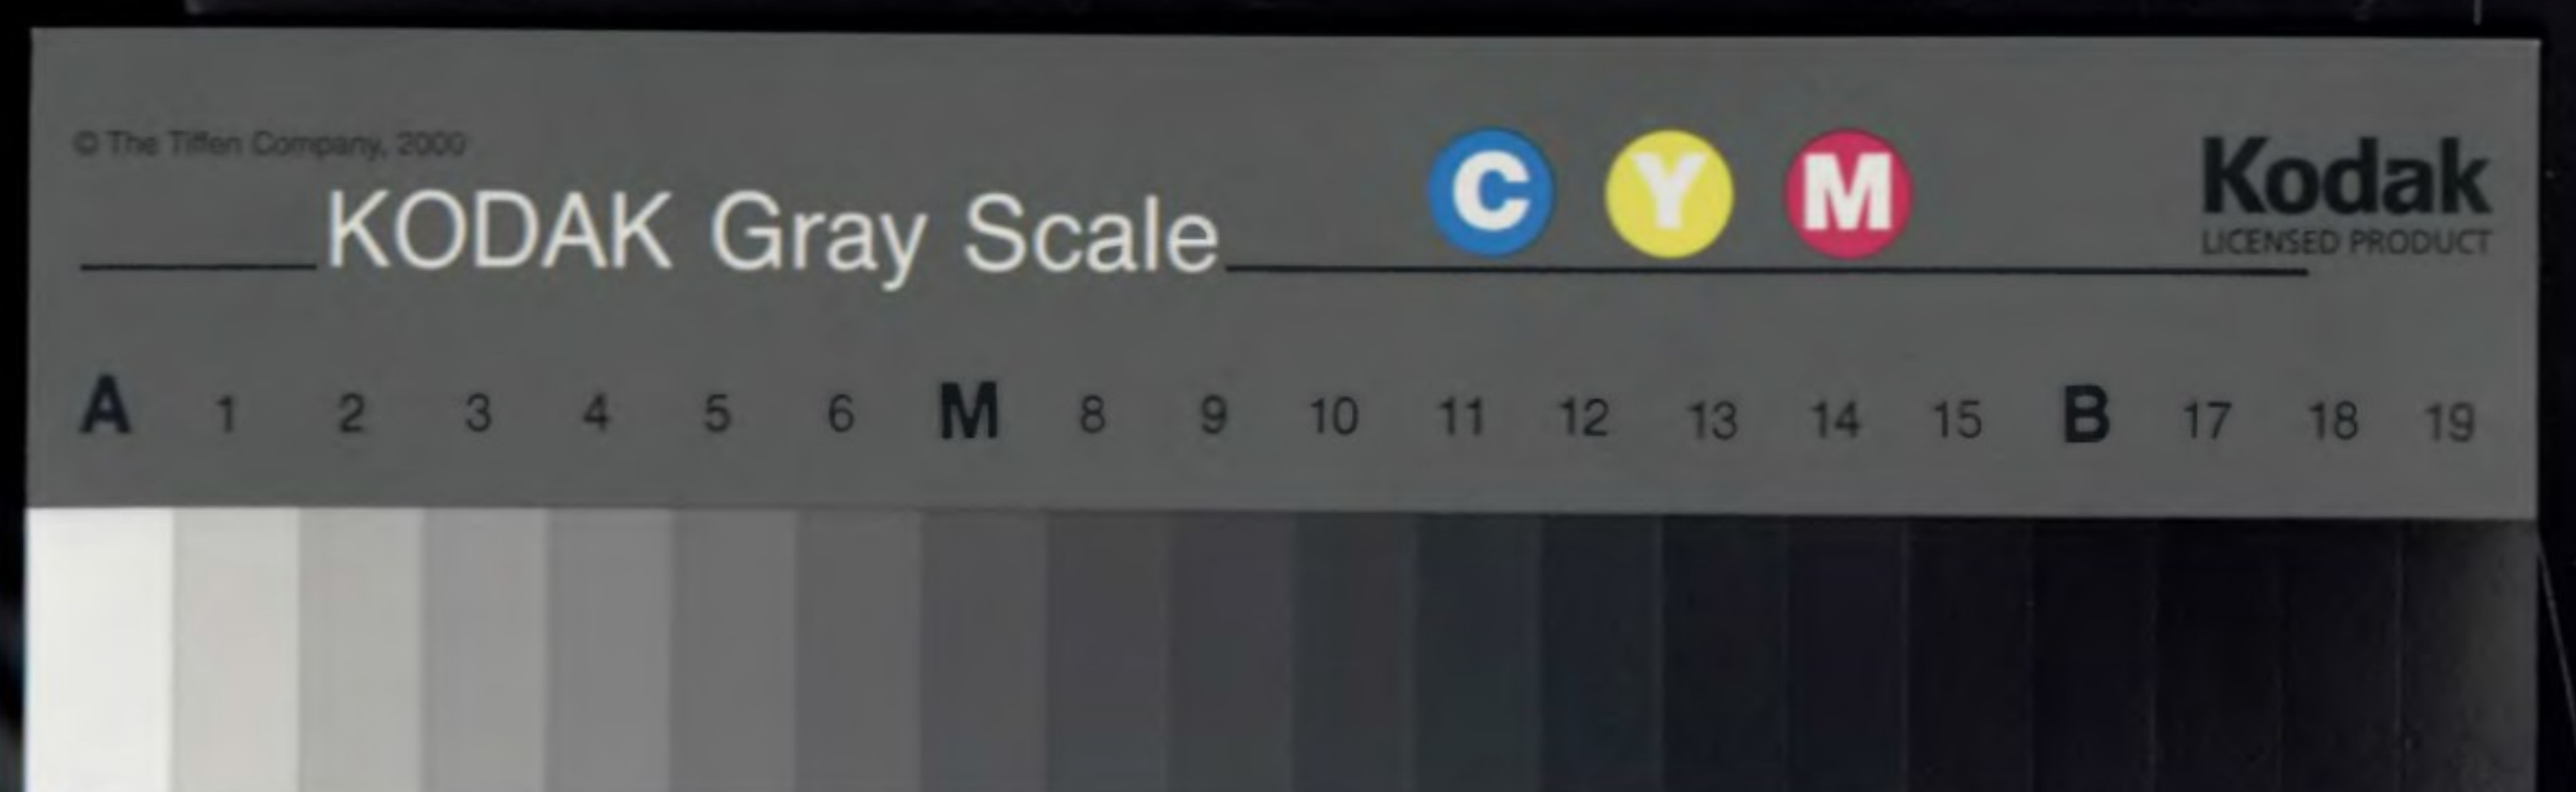 © The Tiffen Company, 2000
KODAK Gray Scale
C Y M
Kodak
LICENSED PRODUCT
A 1 2 3 4 5 6 M 8 9 10 11 12 13 14 15 B 17 18 19